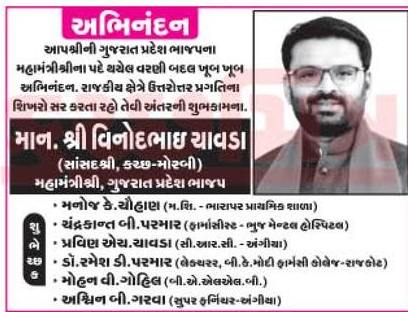 અભિનંદન
આપશ્રીની ગુજરાત પ્રદેશ ભાજપના
મહામંત્રીશ્રીના પદે થયેલ વરણી બદલ ખૂબ ખૂબ
અભિનંદન. રાજકીય ક્ષેત્રે ઉત્તરોત્તર પ્રગતિના
શિખરો સર કરતા રહો તેવી અંતરની શુભકામના.
માન. શ્રી વિનોદભાઇ ચાવડા
(સાંસદશ્રી, કચ્છ-મોરબી)
મહામંત્રીશ્રી, ગુજરાત પ્રદેશ ભાજપ
શુભેચ્છક
• મનોજ કે.ચૌહાણ (મ.શિ. - ભારાપર પ્રાથમિક શાળા)
• ચંદ્રકાન્ત બી.પરમાર (ફાર્માસીસ્ટ - ભુજ મેન્ટલ હોસ્પિટલ)
• પ્રવિણ એચ.ચાવડા (સી.આર.સી. - અંગીયા)
• ડૉ.રમેશ ડી.પરમાર (લેક્ચરર, બી.કે.મોદી ફાર્મસી કોલેજ-રાજકોટ)
• મોહન વી.ગોહિલ (બી.એ.એલએલ.બી.)
• અશ્વિન બી.ગરવા (સુપર ફર્નિચર-અંગીયા)